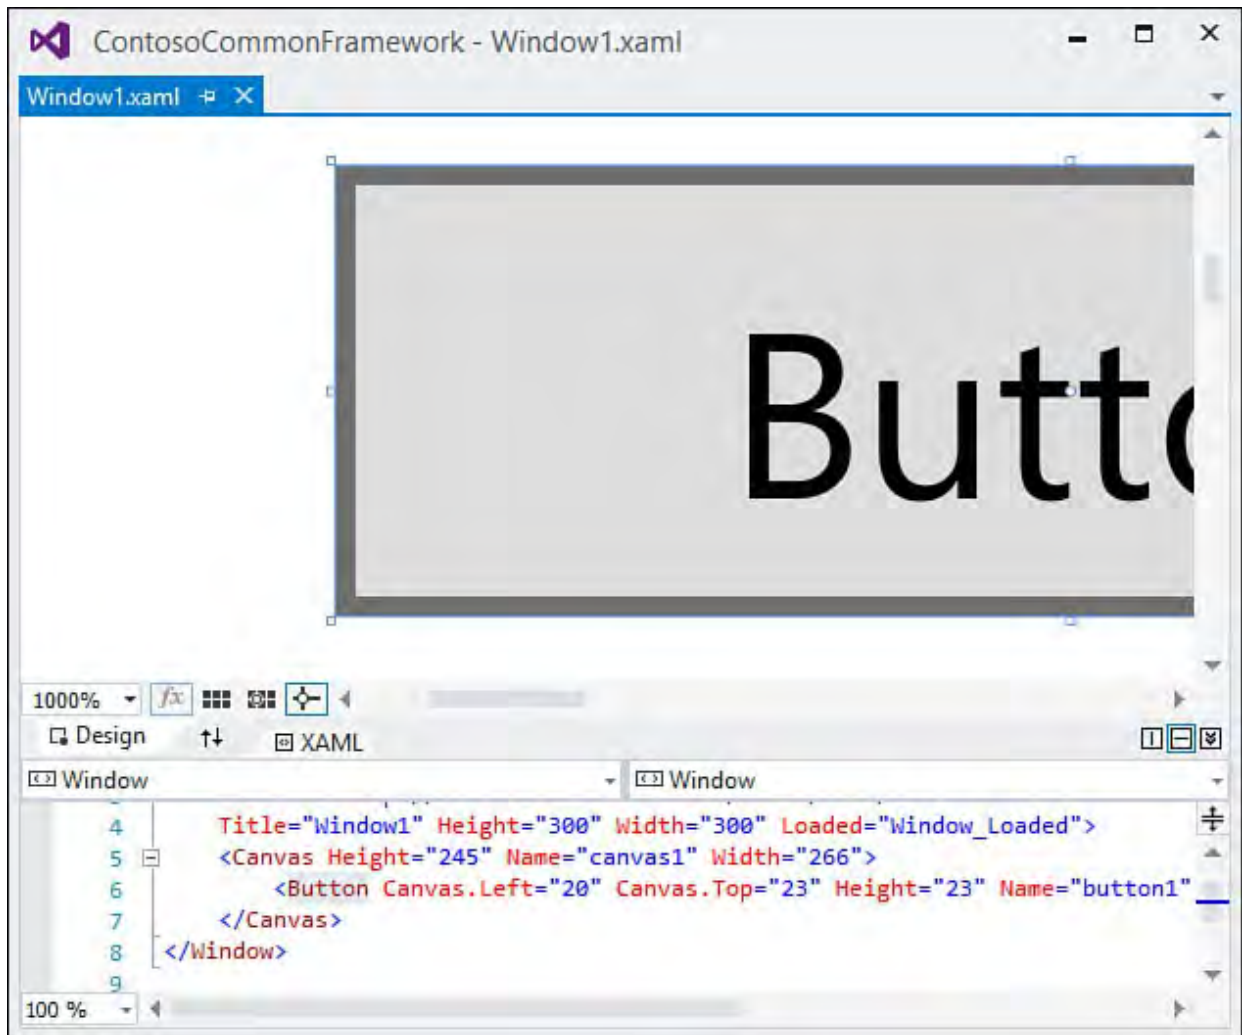 ContosoCommonFramework - Window1.xaml
Window1.xaml
Butto
1000%
fx
Design
XAML
Window
Window
4 Title="Window1" Height="300" Width="300" Loaded="Window_Loaded">
5 <Canvas Height="245" Name="canvas1" Width="266">
6 <Button Canvas.Left="20" Canvas.Top="23" Height="23" Name="button1"
7 </Canvas>
8 </Window>
9
100 %